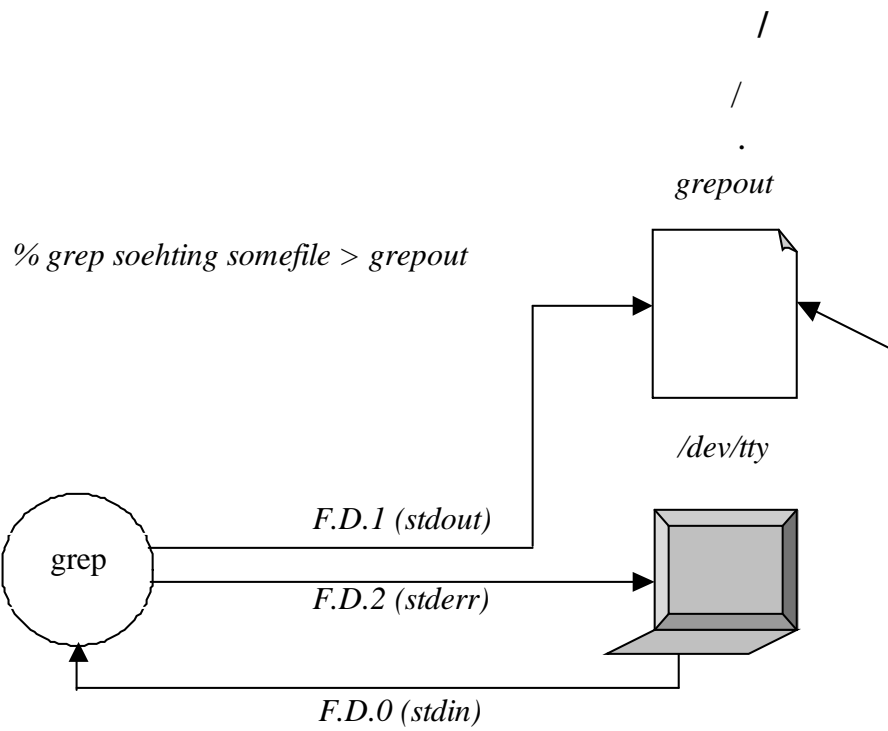 /
/
.
grepout
% grep soehting somefile > grepout
/dev/tty
F.D.1 (stdout)
grep
F.D.2 (stderr)
F.D.0 (stdin)